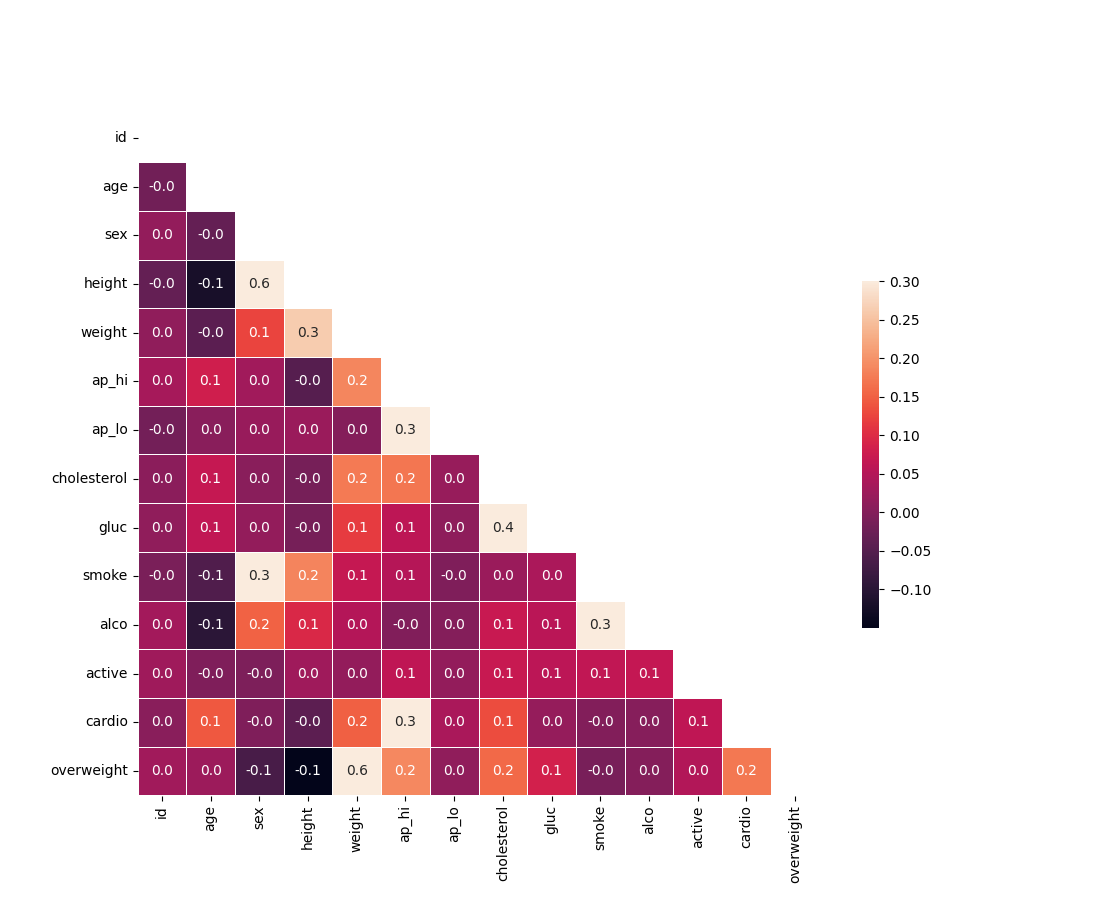 id
age -0.0
sex 0.0 -0.0
height -0.0 -0.1 0.6
0.30
weight 0.0 -0.0 0.1 0.3
0.25
0.20
ap_hi 0.0 0.1 0.0 -0.0 0.2
0.15
ap_lo -0.0 0.0 0.0 0.0 0.0 0.3
0.10
cholesterol 0.0 0.1 0.0 -0.0 0.2 0.2 0.0
0.05
0.00
gluc 0.0 0.1 0.0 -0.0 0.1 0.1 0.0 0.4
−0.05
smoke -0.0 -0.1 0.3 0.2 0.1 0.1 -0.0 0.0 0.0
−0.10
alco 0.0 -0.1 0.2 0.1 0.0 -0.0 0.0 0.1 0.1 0.3
active 0.0 -0.0 -0.0 0.0 0.0 0.1 0.0 0.1 0.1 0.1 0.1
cardio 0.0 0.1 -0.0 -0.0 0.2 0.3 0.0 0.1 0.0 -0.0 0.0 0.1
overweight 0.0 0.0 -0.1 -0.1 0.6 0.2 0.0 0.2 0.1 -0.0 0.0 0.0 0.2
id age sex height weight ap_hi ap_lo cholesterol gluc smoke alco active cardio overweight